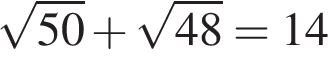 √50 + √48 = 14